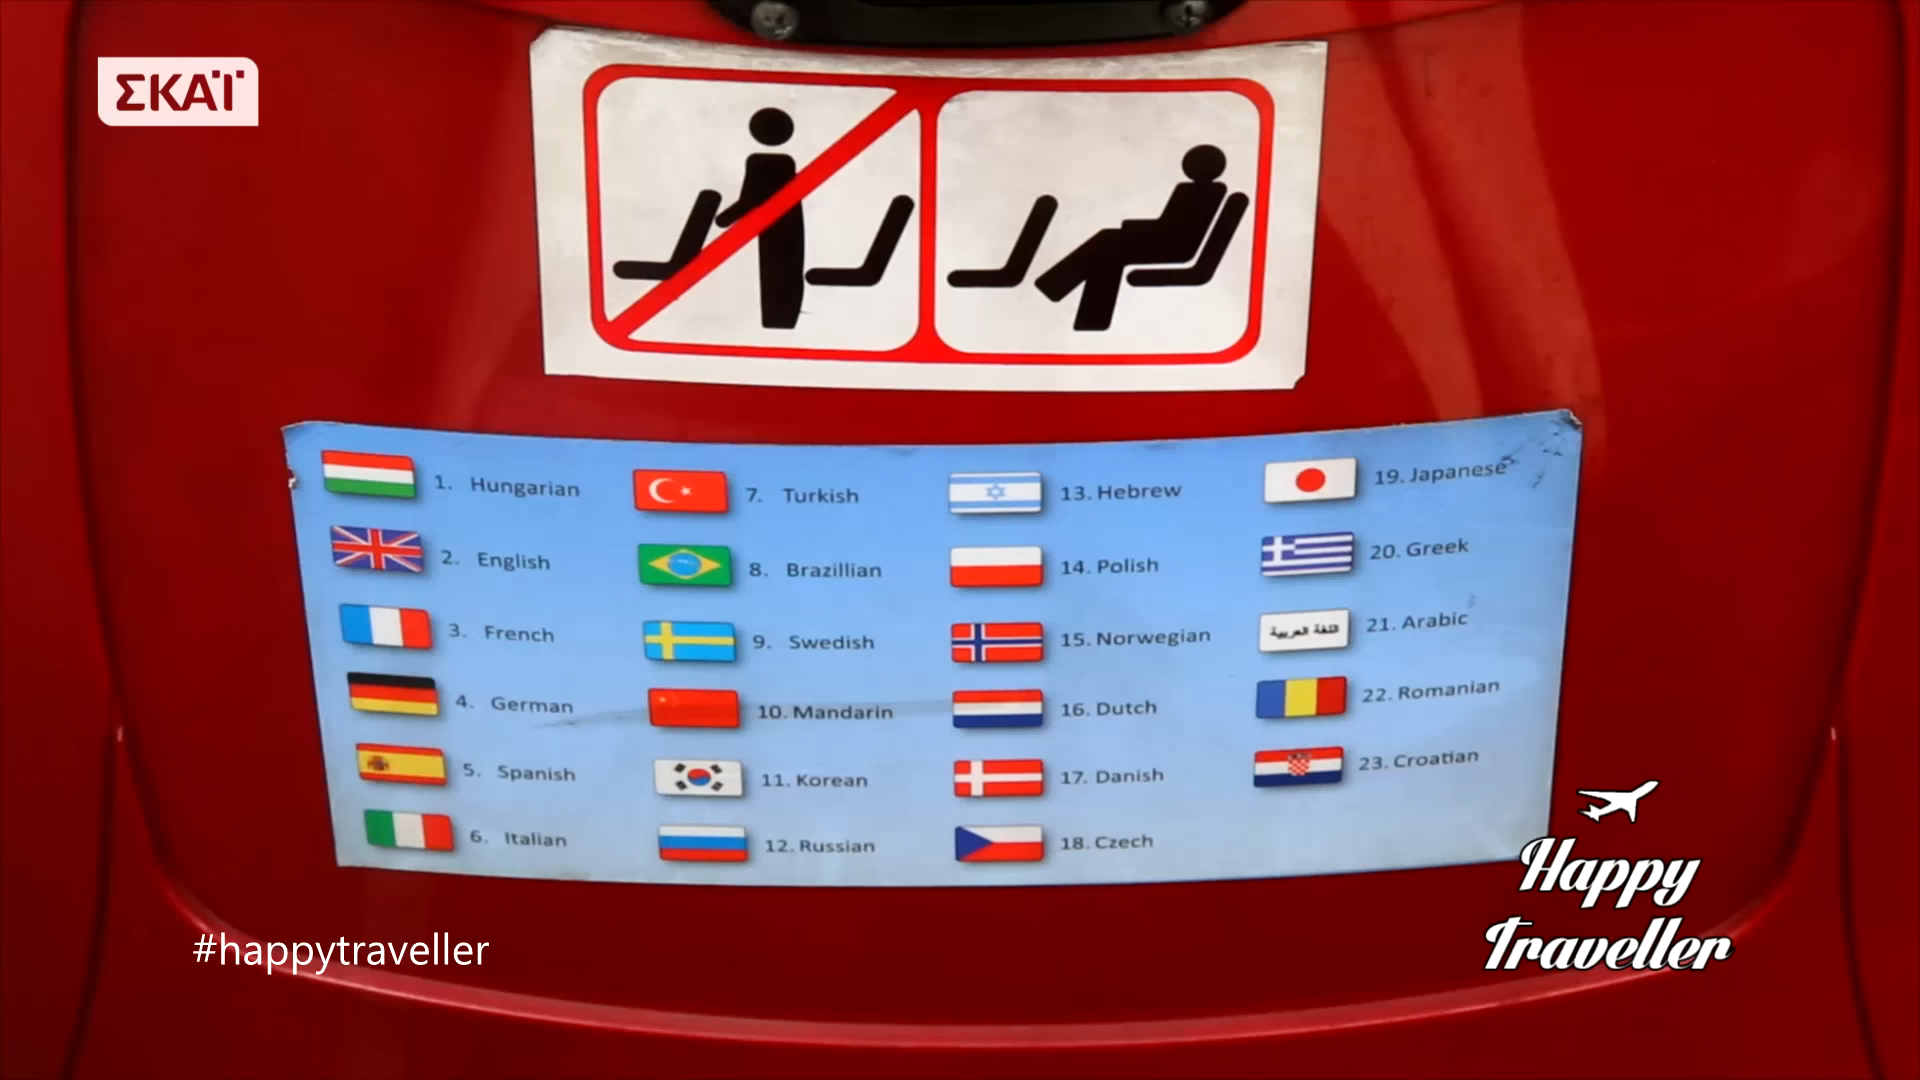 ΣΚΑΪ
1. Hungarian
2. English
3. French
4. German
5. Spanish
6. Italian
7. Turkish
8. Brazillian
9. Swedish
10. Mandarin
11. Korean
12. Russian
13. Hebrew
14. Polish
15. Norwegian
16. Dutch
17. Danish
18. Czech
19. Japanese
20. Greek
اللغة العربية
21. Arabic
22. Romanian
23. Croatian
#happytraveller
Happy
Traveller